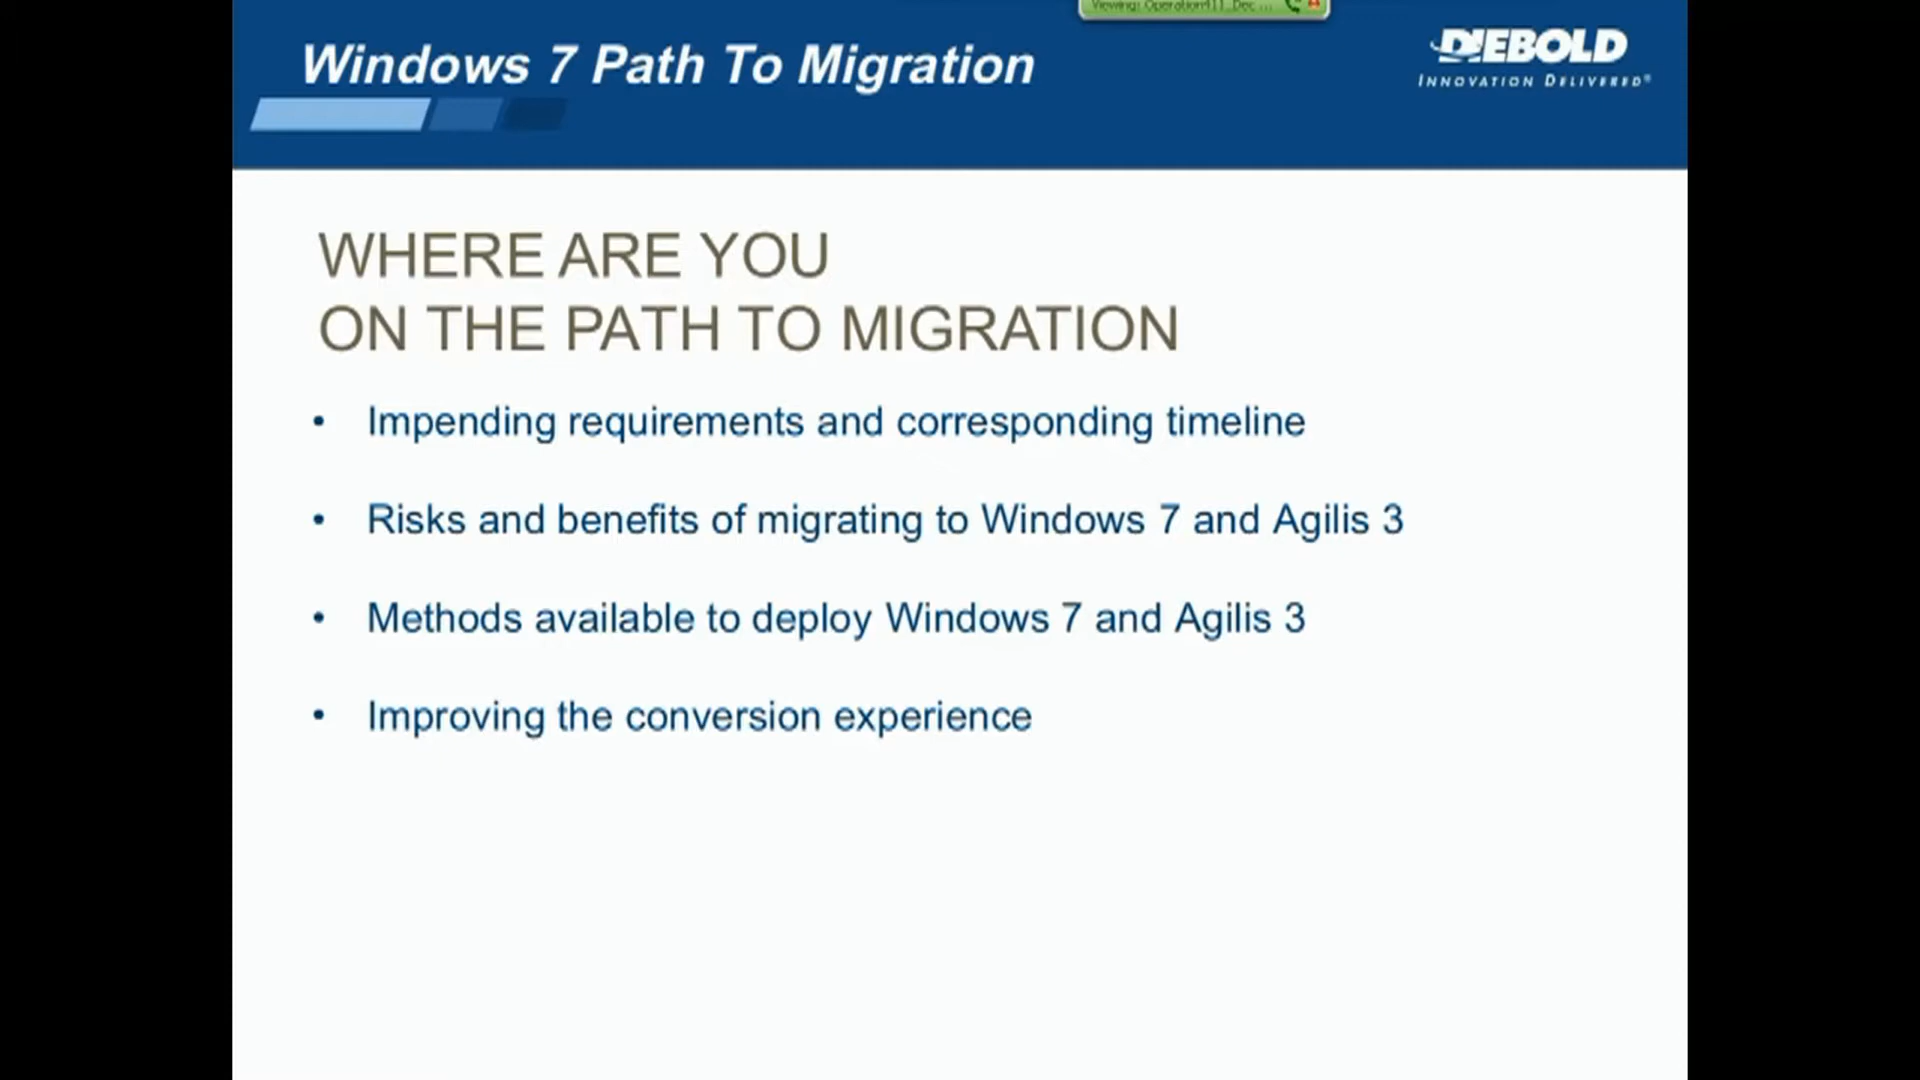 Viewing: Operation411_Dec ...
Windows 7 Path To Migration
DIEBOLD
INNOVATION DELIVERED®
WHERE ARE YOU
ON THE PATH TO MIGRATION
• Impending requirements and corresponding timeline
• Risks and benefits of migrating to Windows 7 and Agilis 3
• Methods available to deploy Windows 7 and Agilis 3
• Improving the conversion experience